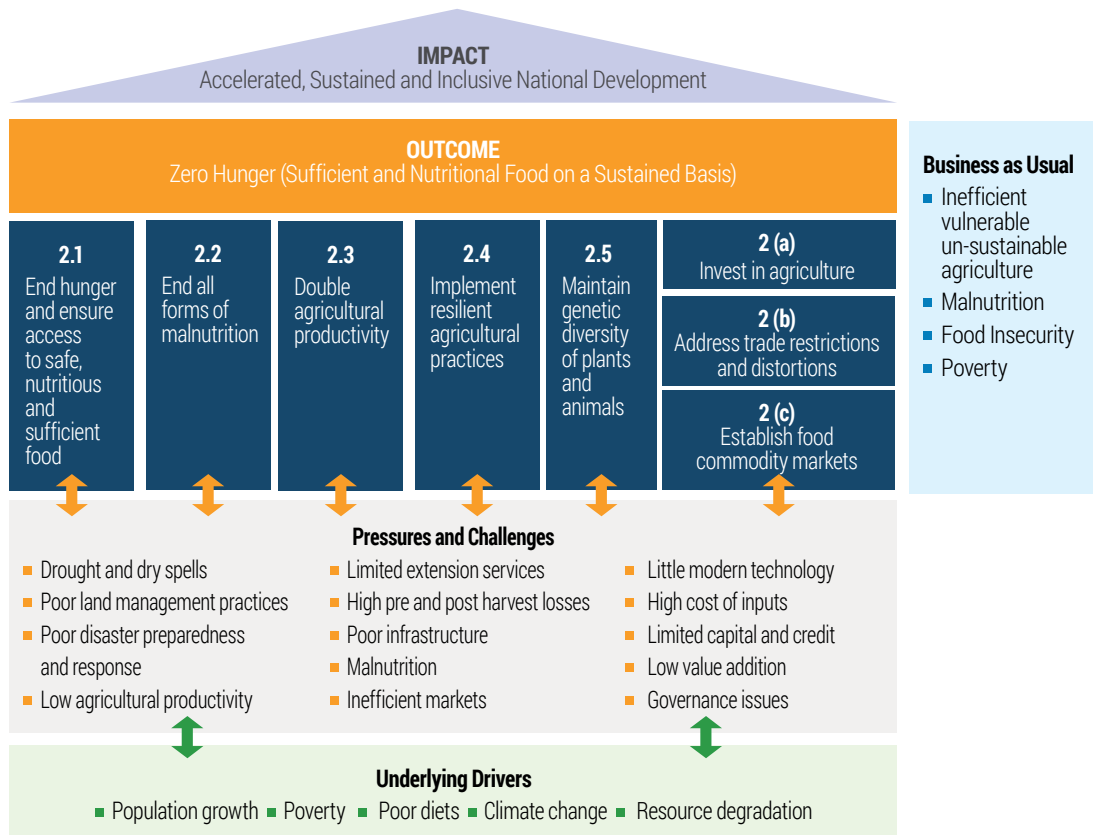 IMPACT
Accelerated, Sustained and Inclusive National Development
OUTCOME
Zero Hunger (Sufficient and Nutritional Food on a Sustained Basis)
2.1
End hunger
and ensure
access
to safe,
nutritious
and
sufficient
food
2.2
End all
forms of
malnutrition
2.3
Double
agricultural
productivity
2.4
Implement
resilient
agricultural
practices
2.5
Maintain
genetic
diversity
of plants
and
animals
2 (a)
Invest in agriculture
2 (b)
Address trade restrictions
and distortions
2 (c)
Establish food
commodity markets
Business as Usual
Inefficient
vulnerable
un-sustainable
agriculture
Malnutrition
Food Insecurity
Poverty
Pressures and Challenges
Drought and dry spells
Poor land management practices
Poor disaster preparedness
and response
Low agricultural productivity
Limited extension services
High pre and post harvest losses
Poor infrastructure
Malnutrition
Inefficient markets
Little modern technology
High cost of inputs
Limited capital and credit
Low value addition
Governance issues
Underlying Drivers
Population growth Poverty Poor diets Climate change Resource degradation